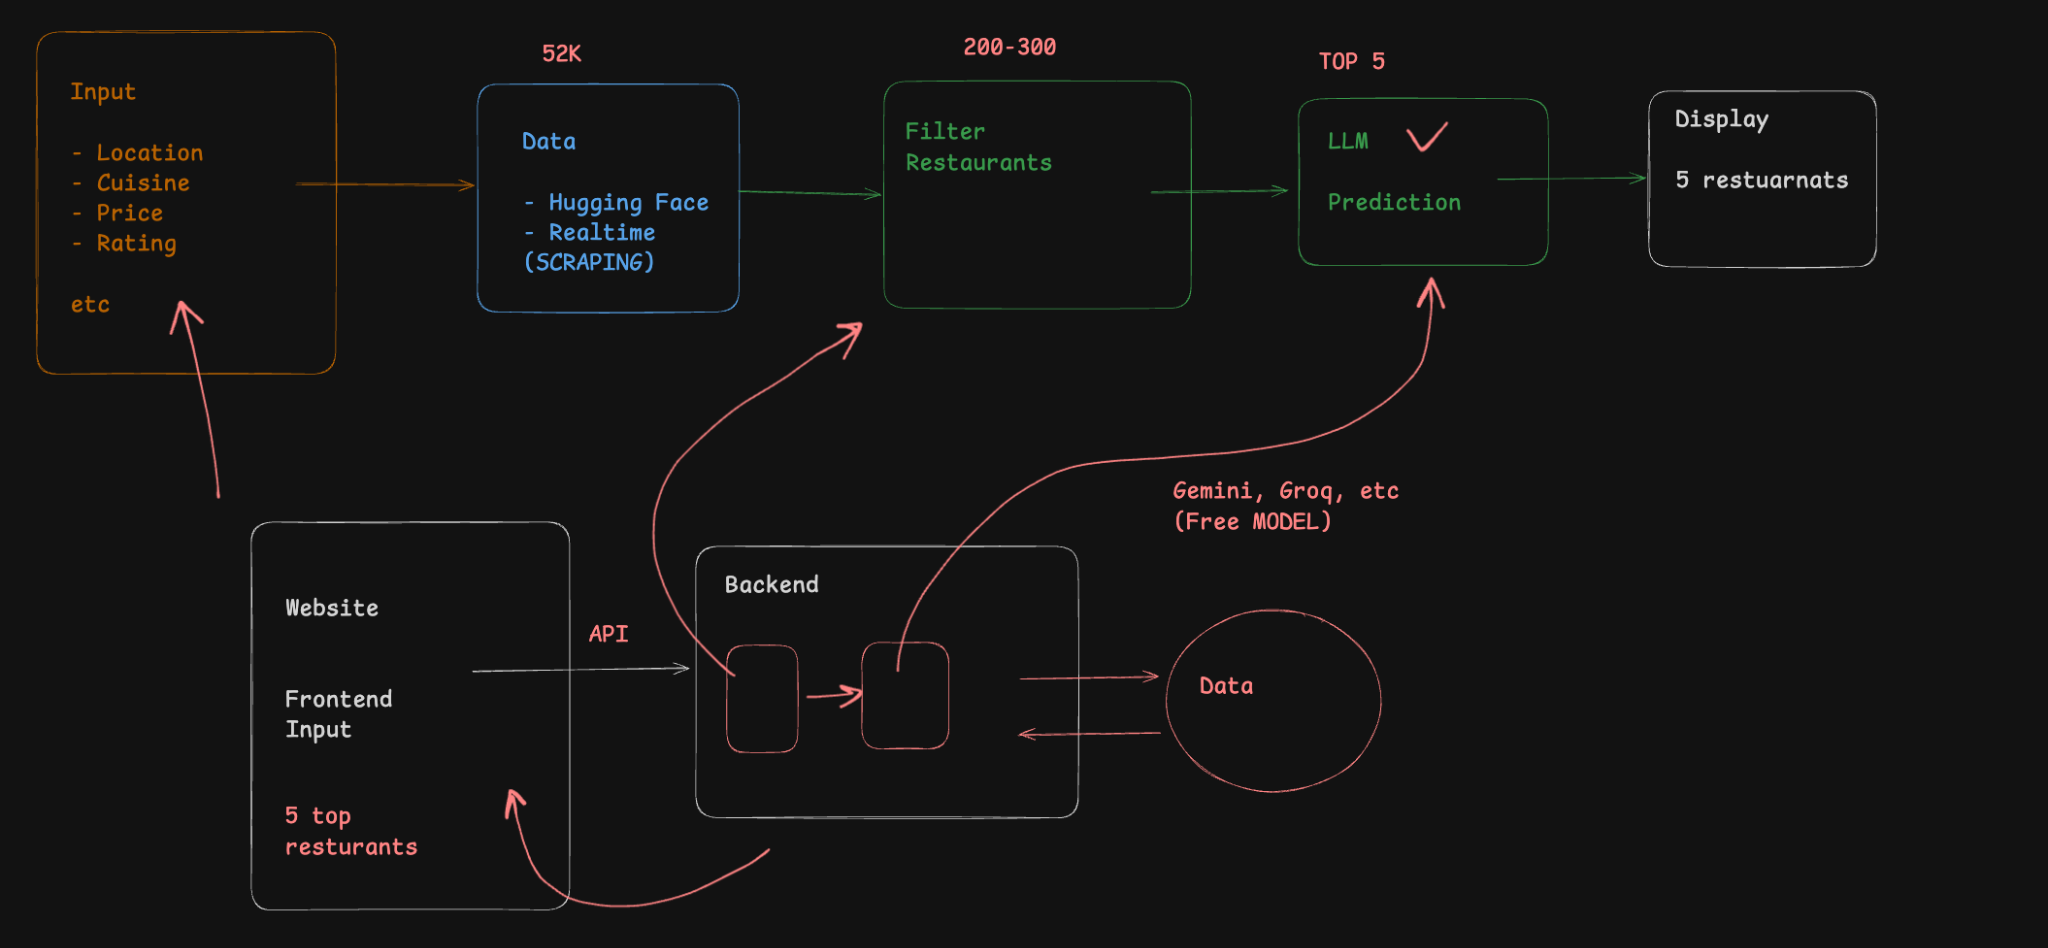 Input
- Location
- Cuisine
- Price
- Rating
etc
52K
Data
- Hugging Face
- Realtime
(SCRAPING)
200-300
Filter
Restaurants
TOP 5
LLM
Prediction
Display
5 restuarnats
Gemini, Groq, etc
(Free MODEL)
Website
Frontend
Input
5 top
resturants
API
Backend
Data